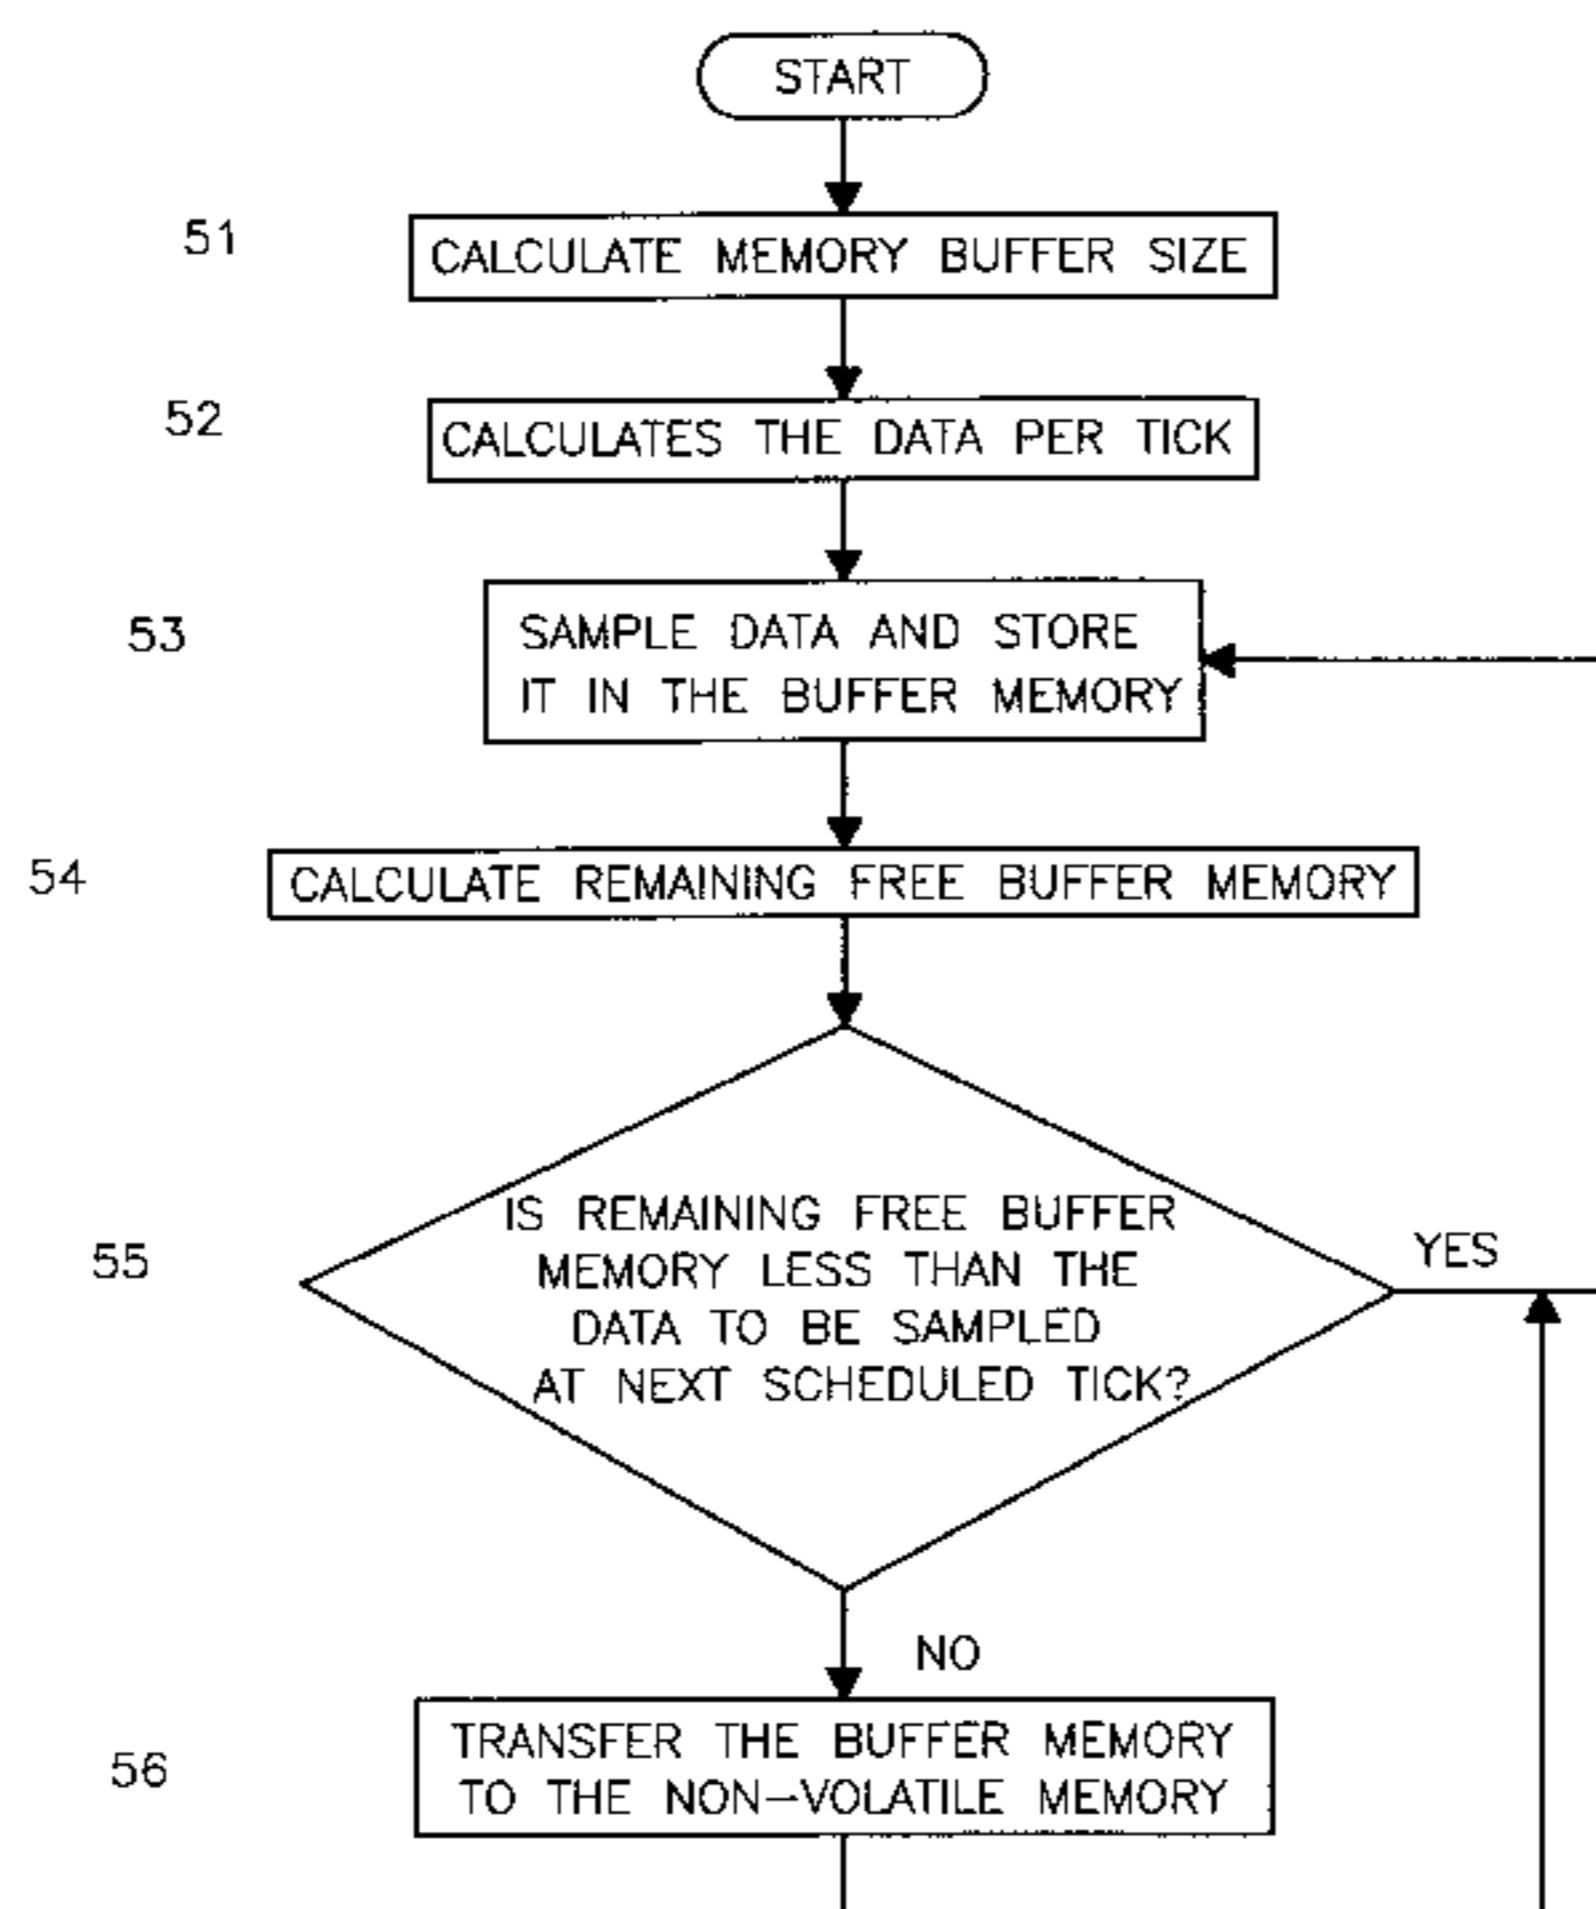 START
51
CALCULATE MEMORY BUFFER SIZE
52
CALCULATES THE DATA PER TICK
53
SAMPLE DATA AND STORE
IT IN THE BUFFER MEMORY
54
CALCULATE REMAINING FREE BUFFER MEMORY
55
IS REMAINING FREE BUFFER
MEMORY LESS THAN THE
DATA TO BE SAMPLED
AT NEXT SCHEDULED TICK?
YES
NO
56
TRANSFER THE BUFFER MEMORY
TO THE NON-VOLATILE MEMORY